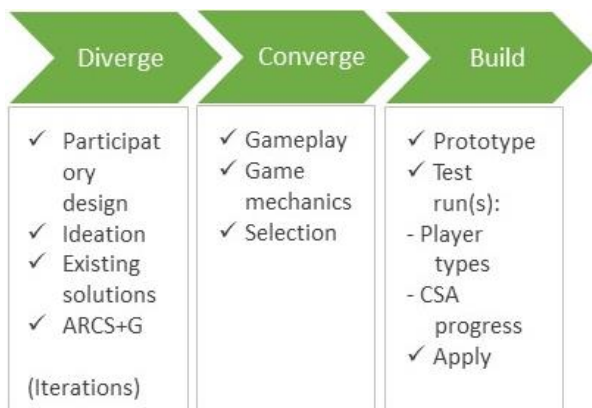 Diverge
✓ Participat
ory
design
✓ Ideation
✓ Existing
solutions
✓ ARCS+G
(Iterations)
Converge
✓ Gameplay
✓ Game
mechanics
✓ Selection
Build
✓ Prototype
✓ Test
run(s):
- Player
types
- CSA
progress
✓ Apply